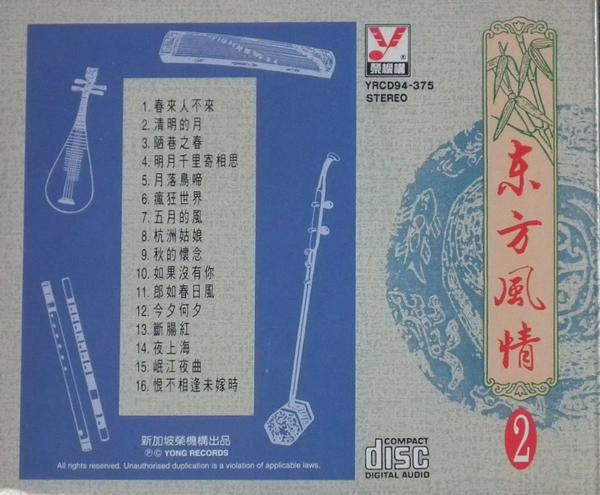 1. 春來人不來
2. 清明的月
3. 陋巷之春
4. 明月千里寄相思
5. 月落烏啼
6. 瘋狂世界
7. 五月的風
8. 杭洲姑娘
9. 秋的懷念
10. 如果沒有你
11. 郎如春日風
12. 今夕何夕
13. 斷腸紅
14. 夜上海
15. 岷江夜曲
16. 恨不相逢未嫁時
新加坡榮機構出品
Ⓟ© YONG RECORDS
All rights reserved. Unauthorised duplication is a violation of applicable laws.
y®
榮機構
YRCD94-375
STEREO
东方風情
2
COMPACT
disc
DIGITAL AUDIO